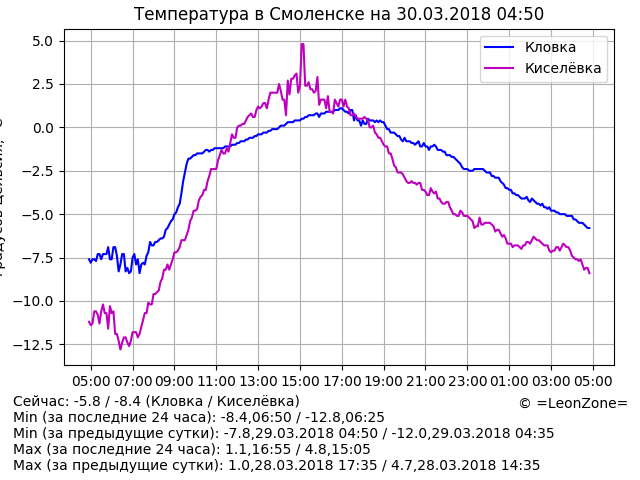 Температура в Смоленске на 30.03.2018 04:50
5.0
2.5
0.0
−2.5
−5.0
−7.5
−10.0
−12.5
Кловка
Киселёвка
05:00 07:00 09:00 11:00 13:00 15:00 17:00 19:00 21:00 23:00 01:00 03:00 05:00
Сейчас: -5.8 / -8.4 (Кловка / Киселёвка)
© =LeonZone=
Min (за последние 24 часа): -8.4,06:50 / -12.8,06:25
Min (за предыдущие сутки): -7.8,29.03.2018 04:50 / -12.0,29.03.2018 04:35
Max (за последние 24 часа): 1.1,16:55 / 4.8,15:05
Max (за предыдущие сутки): 1.0,28.03.2018 17:35 / 4.7,28.03.2018 14:35